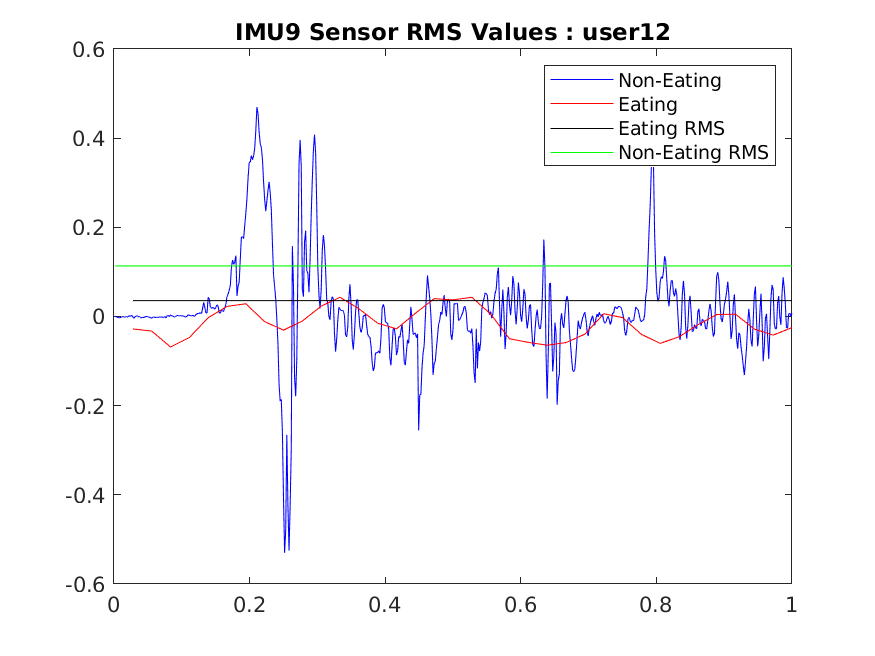 IMU9 Sensor RMS Values : user12
0.6
Non-Eating
Eating
Eating RMS
Non-Eating RMS
0.4
0.2
0
-0.2
-0.4
-0.6
0 0.2 0.4 0.6 0.8 1